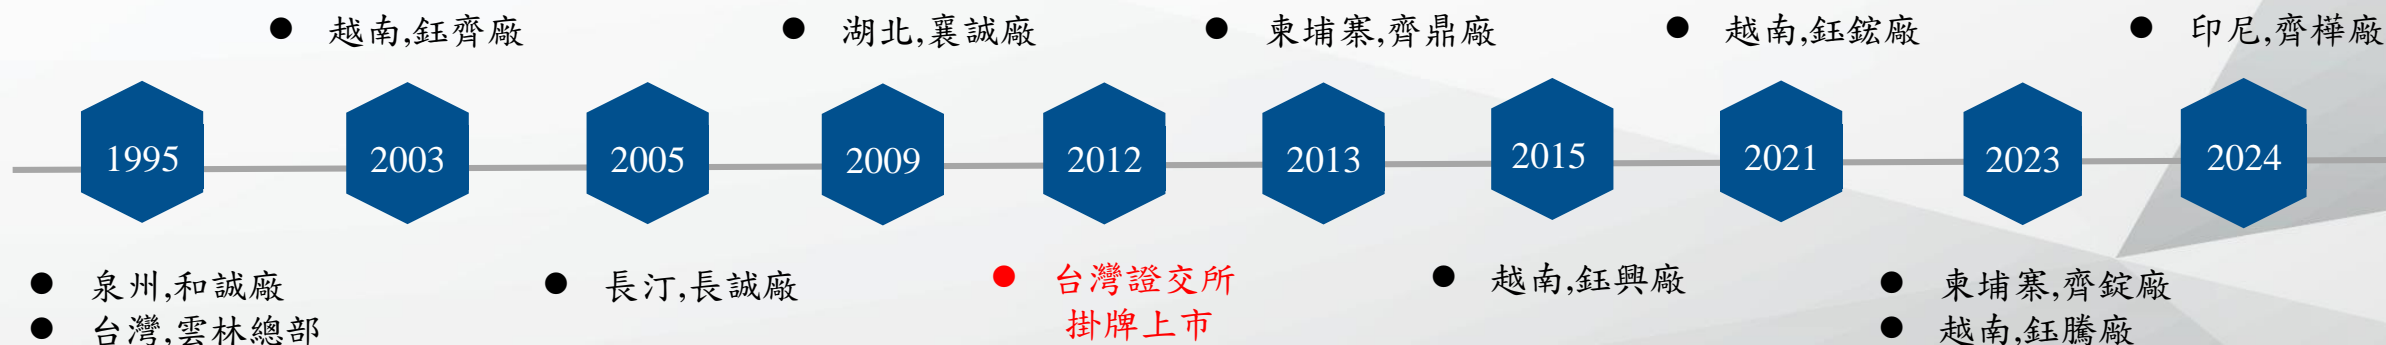 越南,鈺齊廠
湖北,襄誠廠
柬埔寨,齊鼎廠
越南,鈺鋐廠
印尼,齊樺廠
1995
2003
2005
2009
2012
2013
2015
2021
2023
2024
泉州,和誠廠
台灣,雲林總部
長汀,長誠廠
台灣證交所
掛牌上市
越南,鈺興廠
柬埔寨,齊錠廠
越南,鈺騰廠